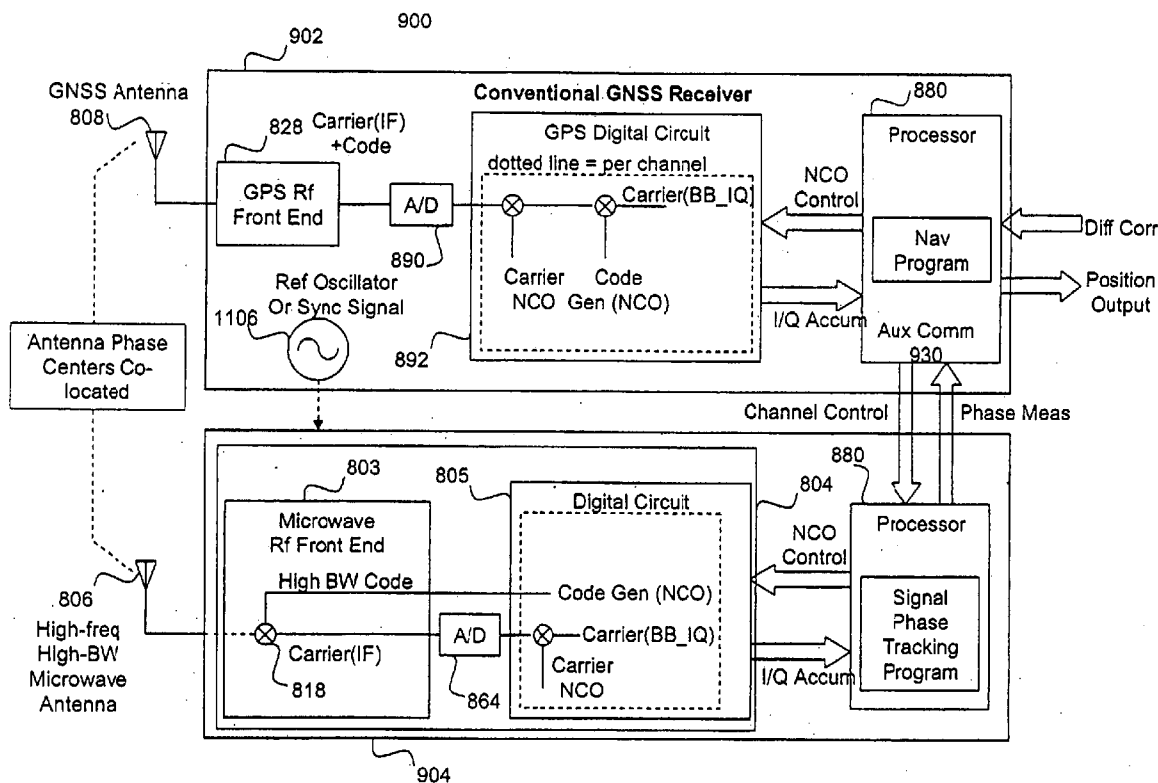 900
902
GNSS Antenna
808
Conventional GNSS Receiver
880
828
Carrier(IF)
+Code
GPS Rf
Front End
A/D
890
GPS Digital Circuit
dotted line = per channel
Carrier(BB_IQ)
Carrier
NCO
Code
Gen (NCO)
892
NCO
Control
I/Q Accum
Processor
Nav
Program
Aux Comm
930
Diff Corr
Position
Output
Ref Oscillator
Or Sync Signal
1106
Antenna Phase
Centers Co-
located
Channel Control
Phase Meas
803
805
804
880
Microwave
Rf Front End
High BW Code
Carrier(IF)
818
A/D
864
Digital Circuit
Code Gen (NCO)
Carrier(BB_IQ)
Carrier
NCO
NCO
Control
I/Q Accum
Processor
Signal
Phase
Tracking
Program
806
High-freq
High-BW
Microwave
Antenna
904